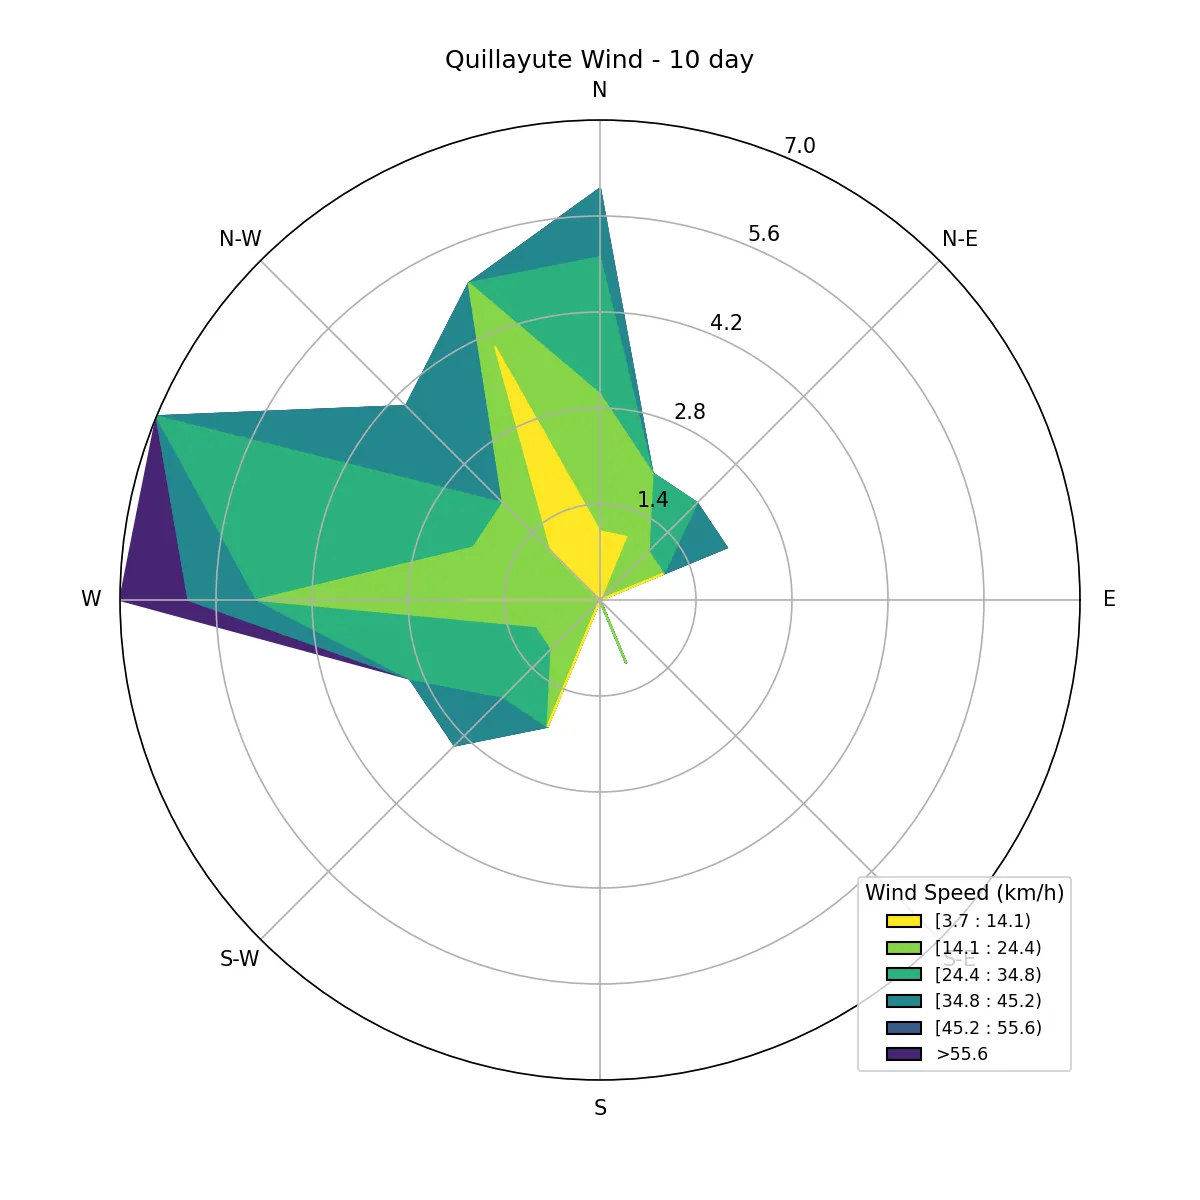 Quillayute Wind - 10 day
N
7.0
N-W
5.6
N-E
4.2
2.8
1.4
W
E
S-W
S-E
S
Wind Speed (km/h)
[3.7 : 14.1)
[14.1 : 24.4)
[24.4 : 34.8)
[34.8 : 45.2)
[45.2 : 55.6)
>55.6